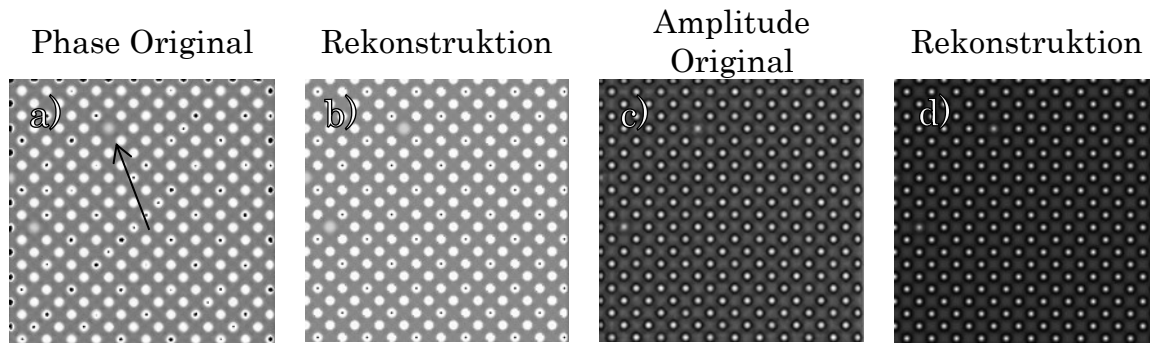 Phase Original
Rekonstruktion
Amplitude
Original
Rekonstruktion
a)
b)
c)
d)